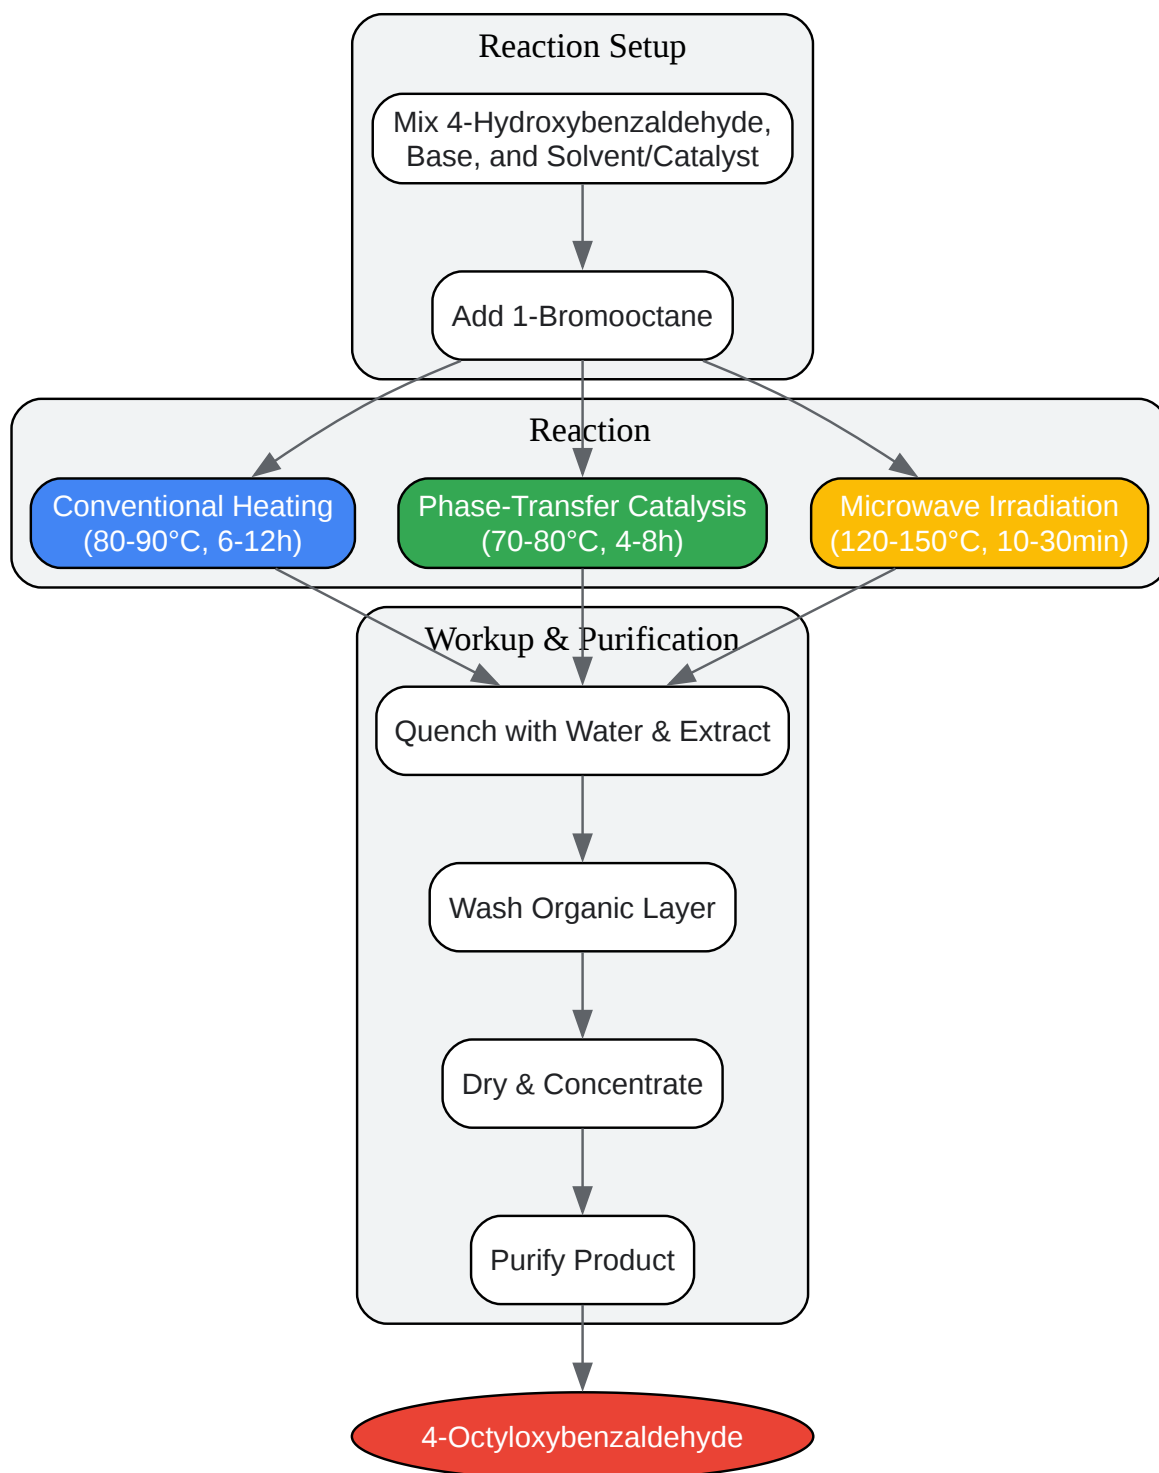 Reaction Setup
Mix 4-Hydroxybenzaldehyde,
Base, and Solvent/Catalyst
Add 1-Bromooctane
Reaction
Conventional Heating
(80-90°C, 6-12h)
Phase-Transfer Catalysis
(70-80°C, 4-8h)
Microwave Irradiation
(120-150°C, 10-30min)
Workup & Purification
Quench with Water & Extract
Wash Organic Layer
Dry & Concentrate
Purify Product
4-Octyloxybenzaldehyde